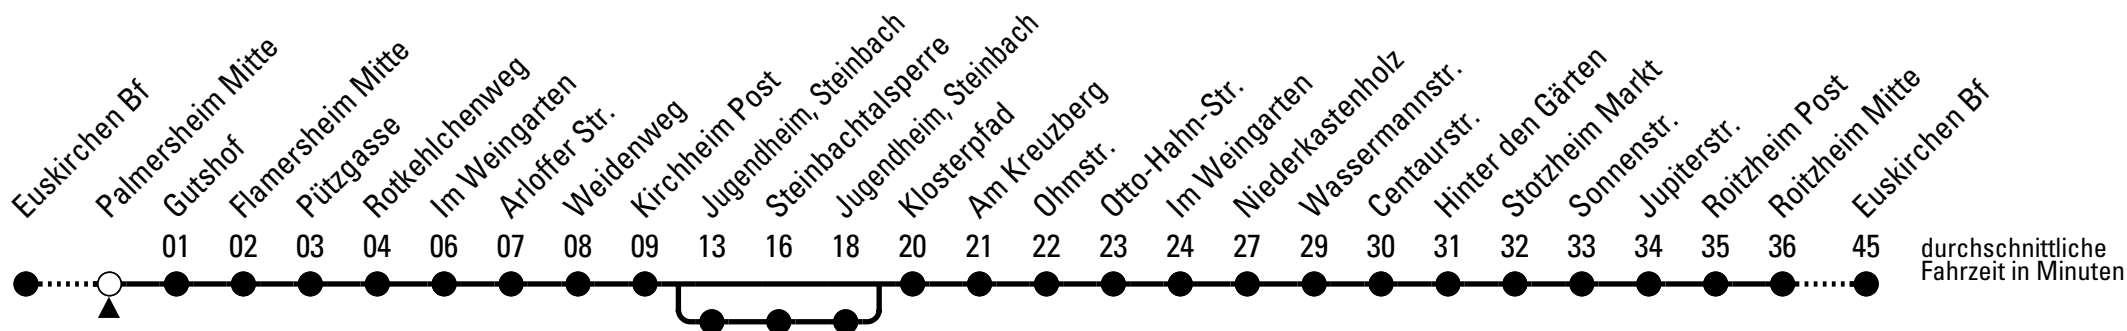 Euskirchen Bf
Palmersheim Mitte
Gutshof
Flamersheim Mitte
Pützgasse
Rotkehlchenweg
Im Weingarten
Arloffer Str.
Weidenweg
Kirchheim Post
Jugendheim, Steinbach
Steinbachtalsperre
Jugendheim, Steinbach
Klosterpfad
Am Kreuzberg
Ohmstr.
Otto-Hahn-Str.
Im Weingarten
Niederkastenholz
Wassermannstr.
Centaurstr.
Hinter den Gärten
Stotzheim Markt
Sonnenstr.
Jupiterstr.
Roitzheim Post
Roitzheim Mitte
Euskirchen Bf
01 02 03 04 06 07 08 09 13 16 18 20 21 22 23 24 27 29 30 31 32 33 34 35 36 45
durchschnittliche
Fahrzeit in Minuten